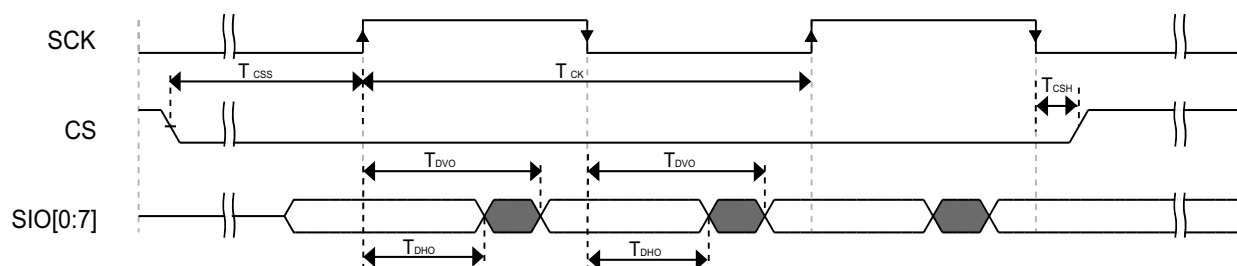 SCK
T CSS
T CK
T CSH
CS
T DVO
T DVO
SIO[0:7]
T DHO
T DHO